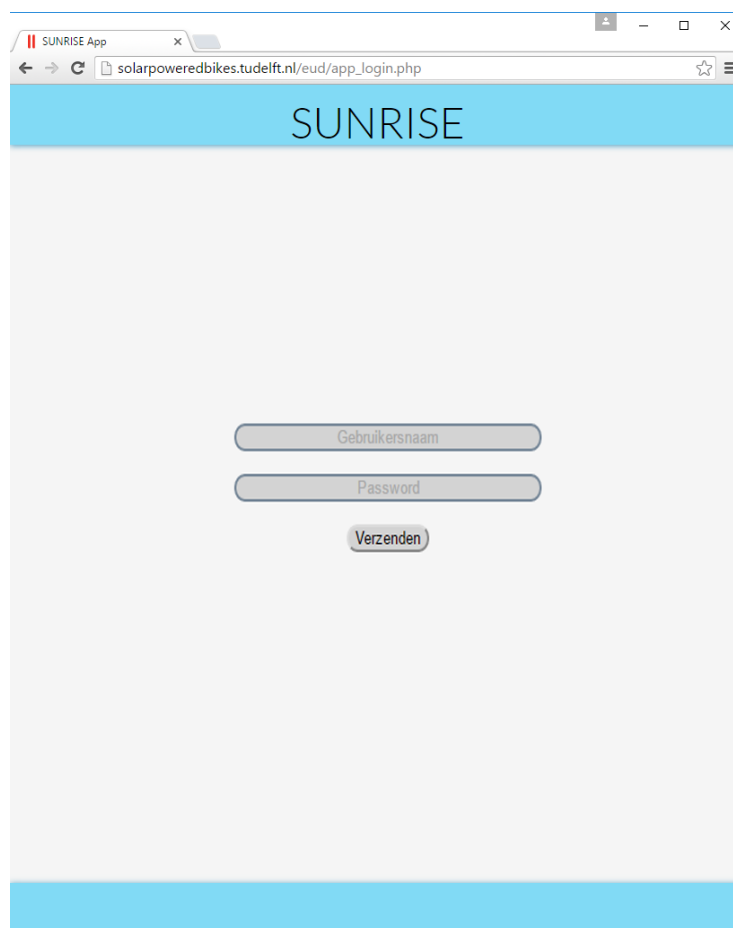 SUNRISE App
solarpoweredbikes.tudelft.nl/eud/app_login.php
SUNRISE
Gebruikersnaam
Password
Verzenden